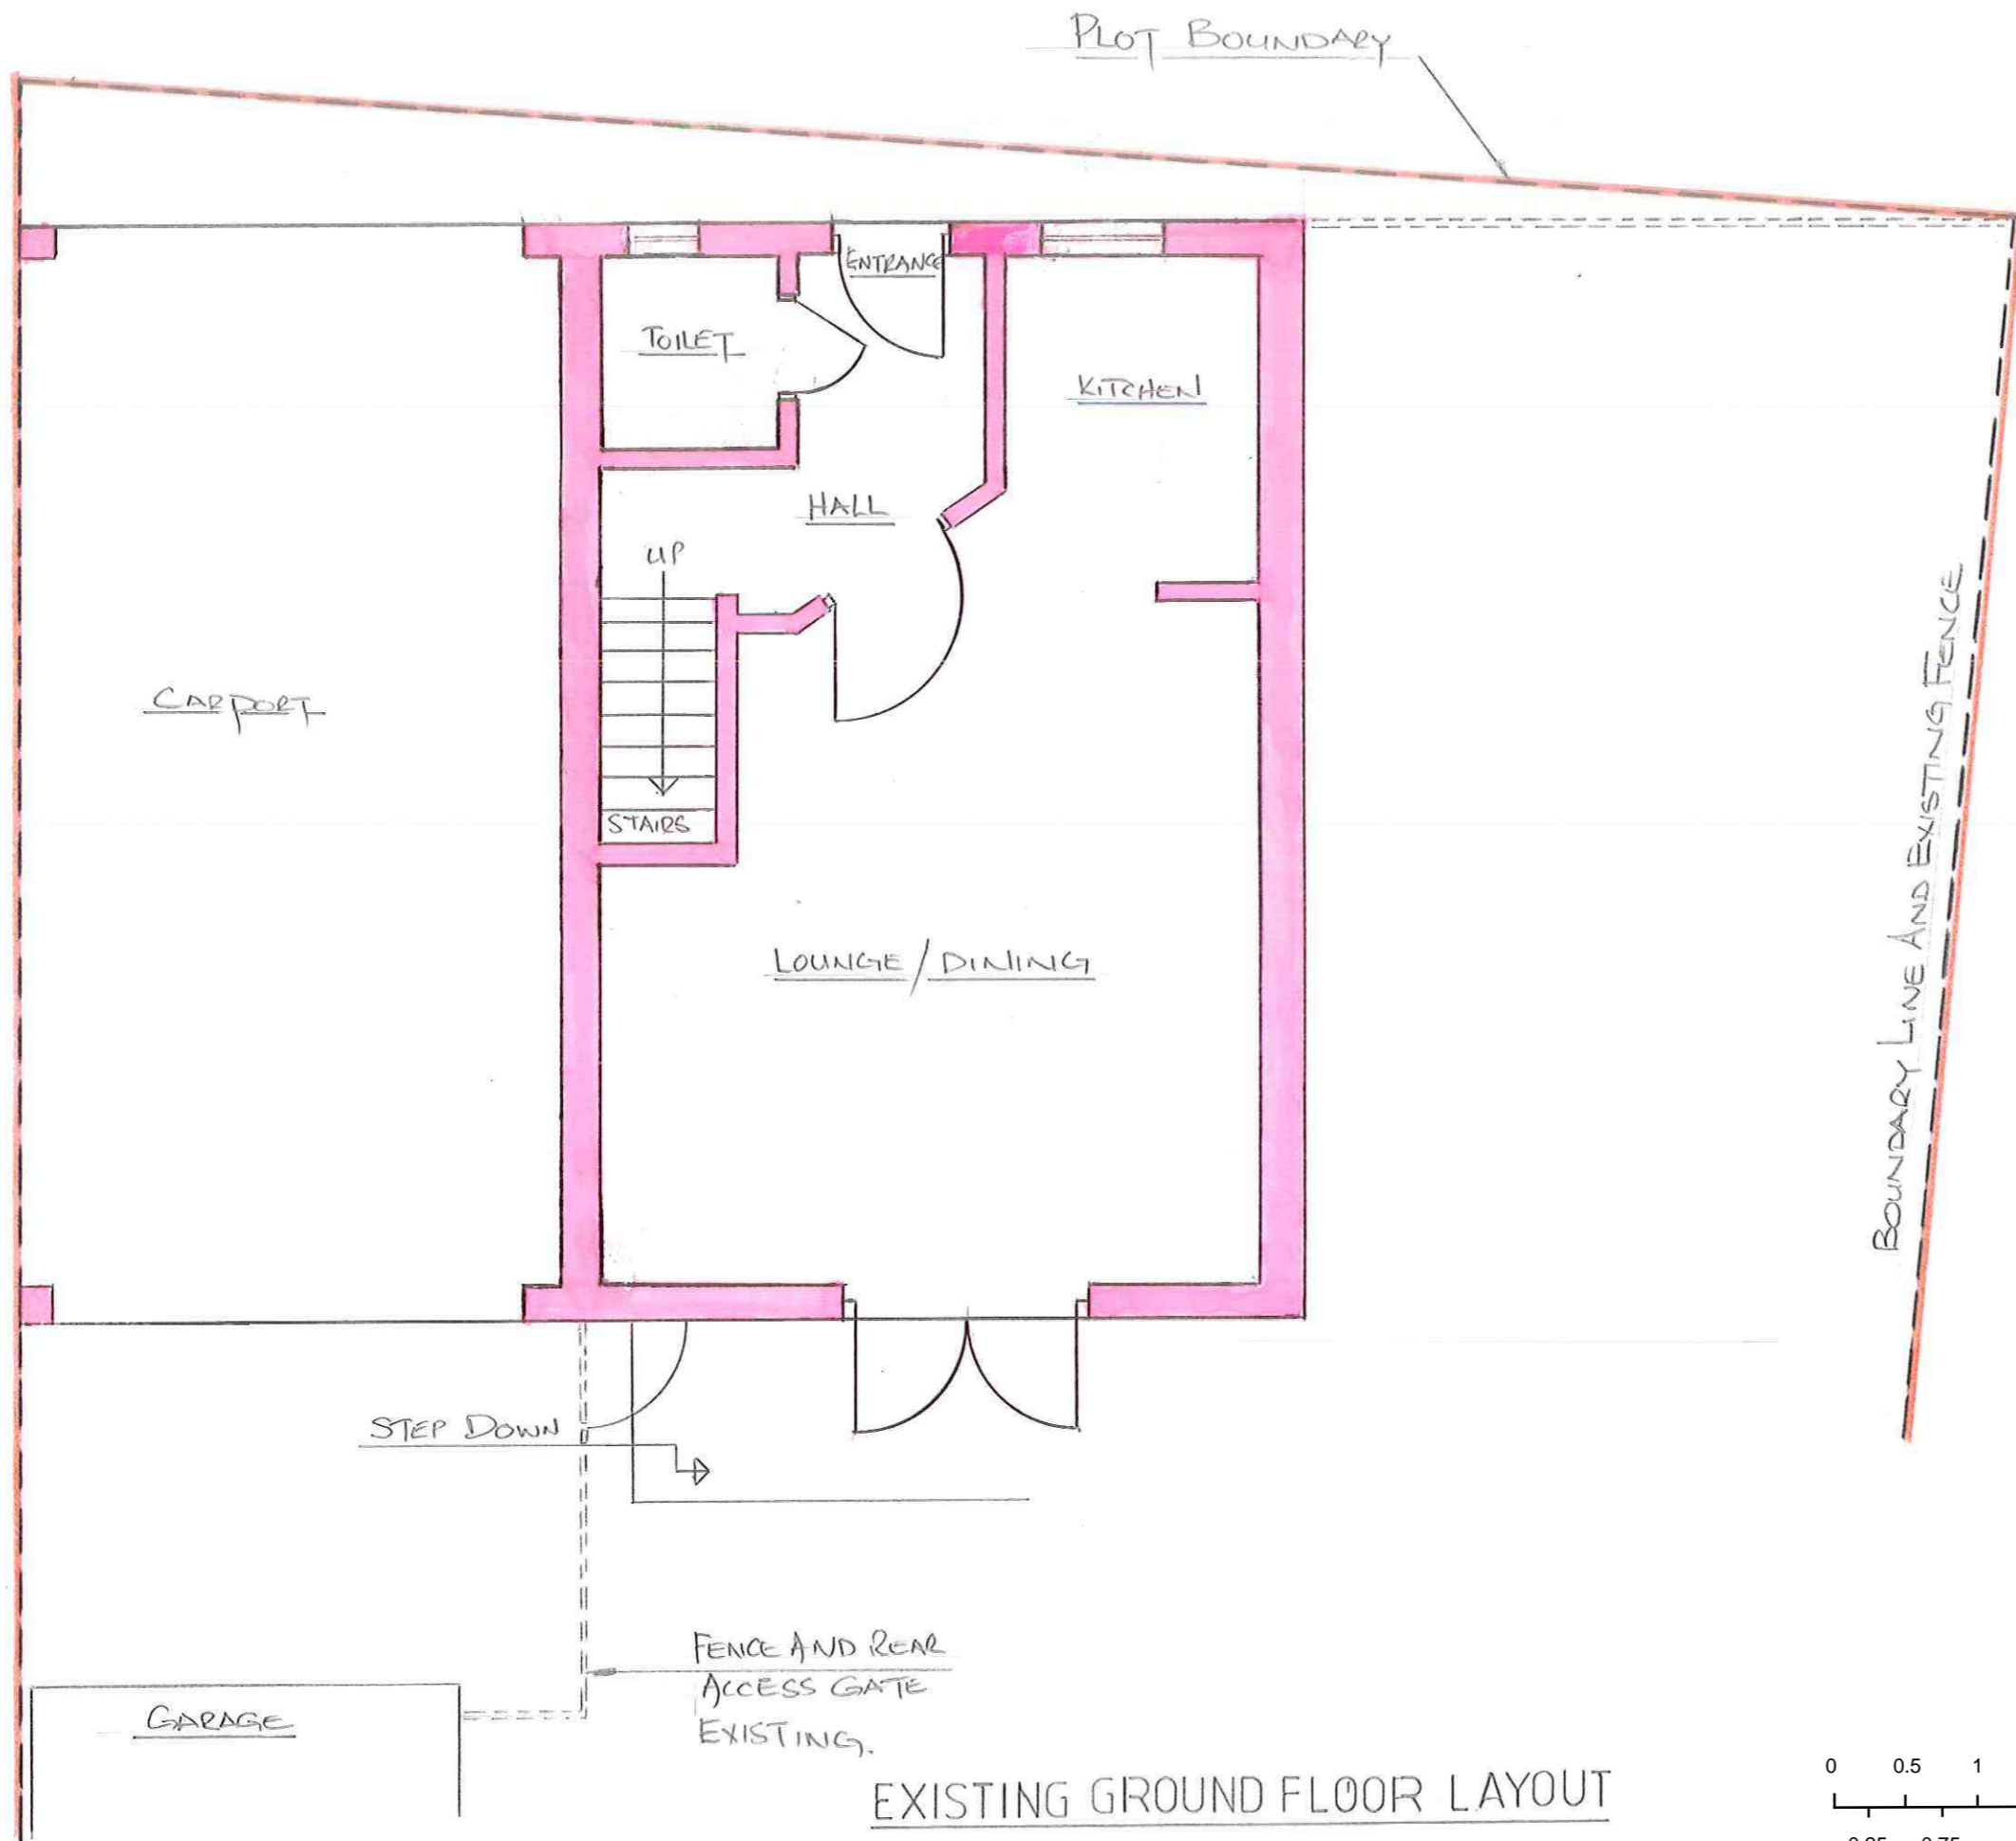 PLOT BOUNDARY
ENTRANCE
TOILET
KITCHEN
HALL
UP
CARPORT
STAIRS
BOUNDARY LINE AND EXISTING FENCE
LOUNGE/DINING
STEP DOWN
FENCE AND REAR
ACCESS GATE
EXISTING.
GARAGE
EXISTING GROUND FLOOR LAYOUT
0 0.5 1